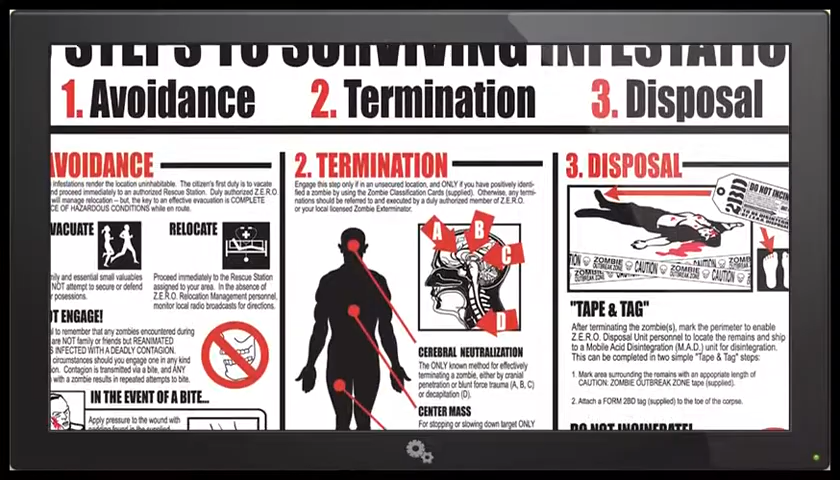 STEPS TO SURVIVING INFESTATIO
1. Avoidance 2. Termination 3. Disposal
AVOIDANCE
infestations render the location uninhabitable. The citizen's first duty is to vacate
nd proceed immediately to an authorized Rescue Station. Duly authorized Z.E.R.O.
will manage relocation -- but, the key to an effective evacuation is COMPLETE
CE OF HAZARDOUS CONDITIONS while en route.
VACUATE
RELOCATE
mily and essential small valuables
NOT attempt to secure or defend
r posessions.
Proceed immediately to the Rescue Station
assigned to your area. In the absence of
Z.E.R.O. Relocation Management personnel,
monitor local radio broadcasts for directions.
OT ENGAGE!
al to remember that any zombies encountered during
are NOT family or friends but REANIMATED
S INFECTED WITH A DEADLY CONTAGION.
r circumstances should you engage one in any kind
on. Contagion is transmitted via a bite, and ANY
with a zombie results in repeated attempts to bite.
IN THE EVENT OF A BITE...
Apply pressure to the wound with
2. TERMINATION
Engage this step only if in an unsecured location, and ONLY if you have positively identi-
fied a zombie by using the Zombie Classification Cards (supplied). Otherwise, any termi-
nations should be referred to and executed by a duly authorized member of Z.E.R.O.
or your local licensed Zombie Exterminator.
A
B
C
D
CEREBRAL NEUTRALIZATION
The ONLY known method for effectively
terminating a zombie, either by cranial
penetration or blunt force trauma (A, B, C)
or decapitation (D).
CENTER MASS
For stopping or slowing down target ONLY
3. DISPOSAL
2BRD
DO NOT INCIN
ZOMBIE OUTBREAK ZONE CAUTION ZOMBIE OUTBREAK ZONE CAUTION
"TAPE & TAG"
After terminating the zombie(s), mark the perimeter to enable
Z.E.R.O. Disposal Unit personnel to locate the remains and ship
to a Mobile Acid Disintegration (M.A.D.) unit for disintegration.
This can be completed in two simple "Tape & Tag" steps:
1. Mark area surrounding the remains with an appopriate length of
CAUTION: ZOMBIE OUTBREAK ZONE tape (supplied).
2. Attach a FORM 2BD tag (supplied) to the toe of the corpse.
DO NOT INCINERATE!